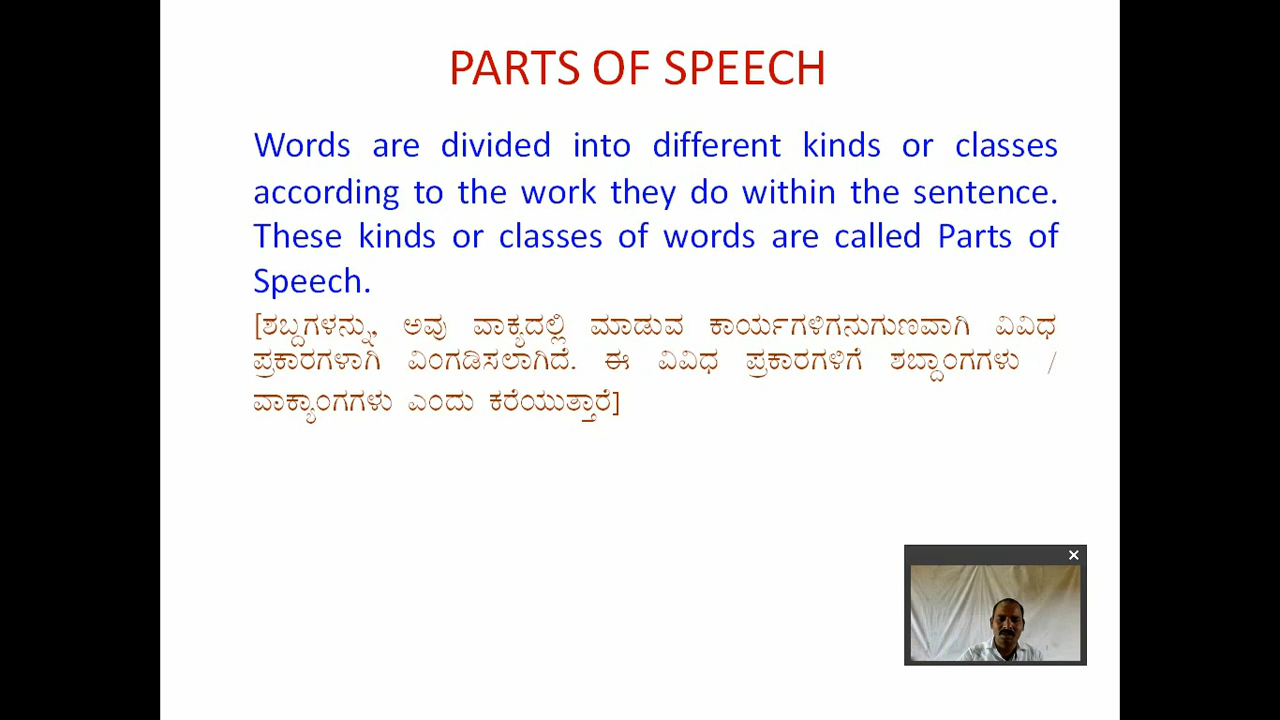 PARTS OF SPEECH
Words are divided into different kinds or classes
according to the work they do within the sentence.
These kinds or classes of words are called Parts of
Speech.
[ಶಬ್ದಗಳನ್ನು, ಅವು ವಾಕ್ಯದಲ್ಲಿ ಮಾಡುವ ಕಾರ್ಯಗಳಿಗನುಗುಣವಾಗಿ ವಿವಿಧ
ಪ್ರಕಾರಗಳಾಗಿ ವಿಂಗಡಿಸಲಾಗಿದೆ. ಈ ವಿವಿಧ ಪ್ರಕಾರಗಳಿಗೆ ಶಬ್ದಾಂಗಗಳು /
ವಾಕ್ಯಾಂಗಗಳು ಎಂದು ಕರೆಯುತ್ತಾರೆ]